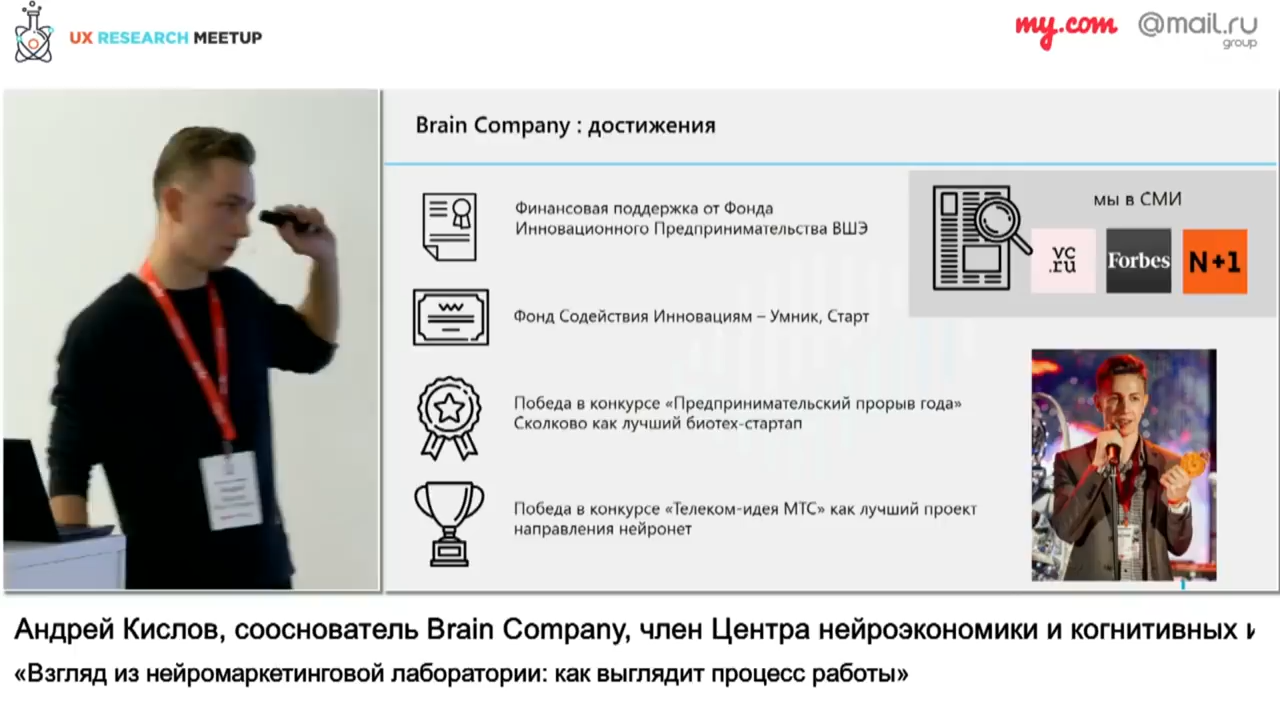 UX RESEARCH MEETUP
my.com @mail.ru
group
Brain Company : достижения
Финансовая поддержка от Фонда
Инновационного Предпринимательства ВШЭ
мы в СМИ
vc
.ru
Forbes
N+1
Фонд Содействия Инновациям – Умник, Старт
Победа в конкурсе «Предпринимательский прорыв года»
Сколково как лучший биотех-стартап
Победа в конкурсе «Телеком-идея МТС» как лучший проект
направления нейронет
Андрей Кислов, сооснователь Brain Company, член Центра нейроэкономики и когнитивных и
«Взгляд из нейромаркетинговой лаборатории: как выглядит процесс работы»